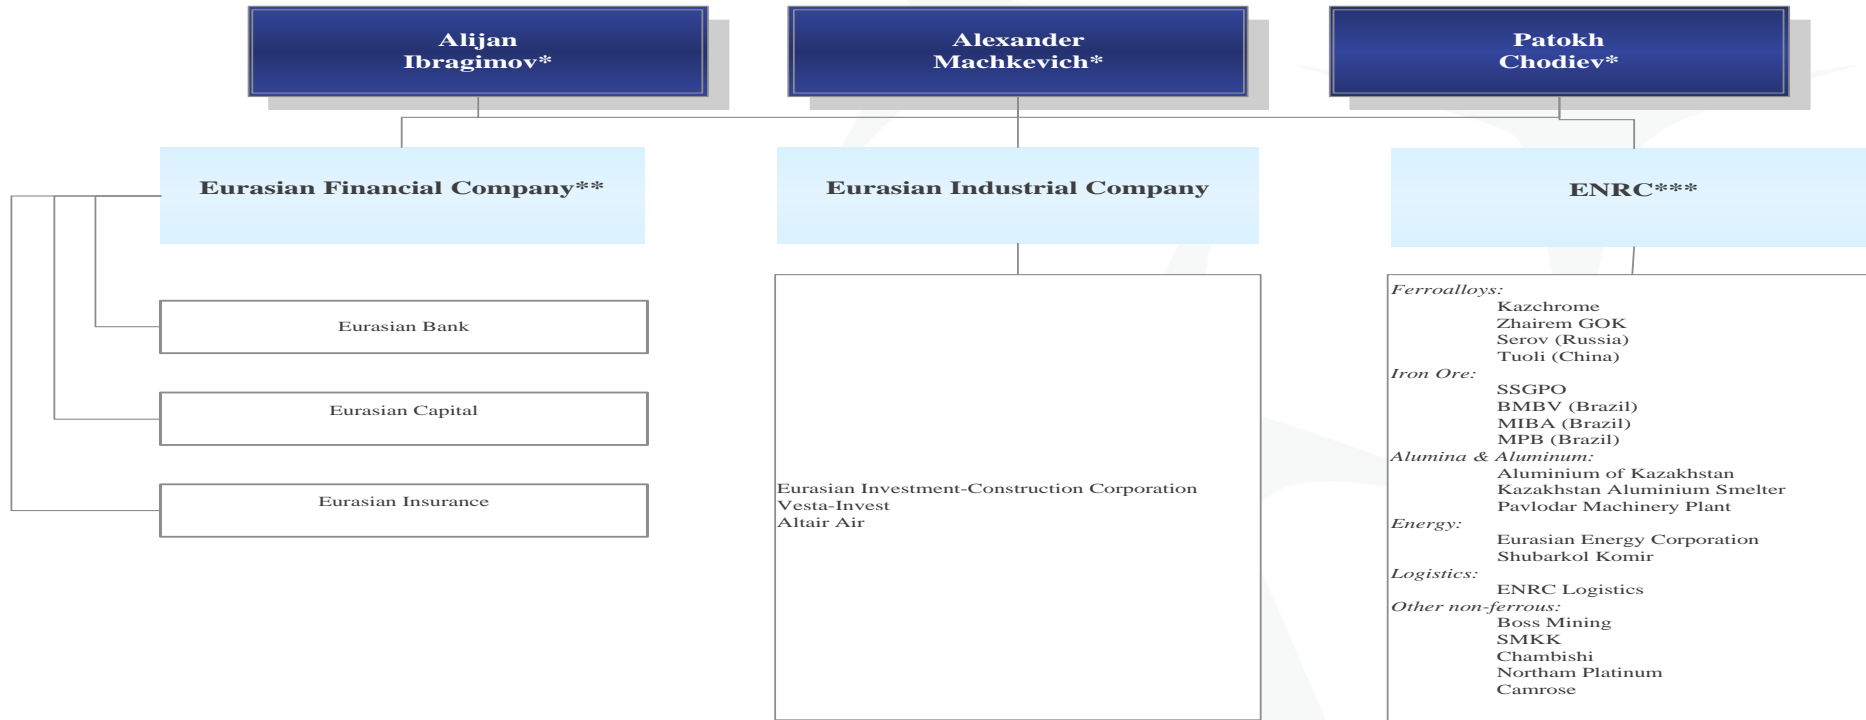 Alijan
Ibragimov*
Alexander
Machkevich*
Patokh
Chodiev*
Eurasian Financial Company**
Eurasian Industrial Company
ENRC***
Eurasian Bank
Eurasian Capital
Eurasian Insurance
Eurasian Investment-Construction Corporation
Vesta-Invest
Altair Air
Ferroalloys:
Kazchrome
Zhairem GOK
Serov (Russia)
Tuoli (China)
Iron Ore:
SSGPO
BMBV (Brazil)
MIBA (Brazil)
MPB (Brazil)
Alumina & Aluminum:
Aluminium of Kazakhstan
Kazakhstan Aluminium Smelter
Pavlodar Machinery Plant
Energy:
Eurasian Energy Corporation
Shubarkol Komir
Logistics:
ENRC Logistics
Other non-ferrous:
Boss Mining
SMKK
Chambishi
Northam Platinum
Camrose